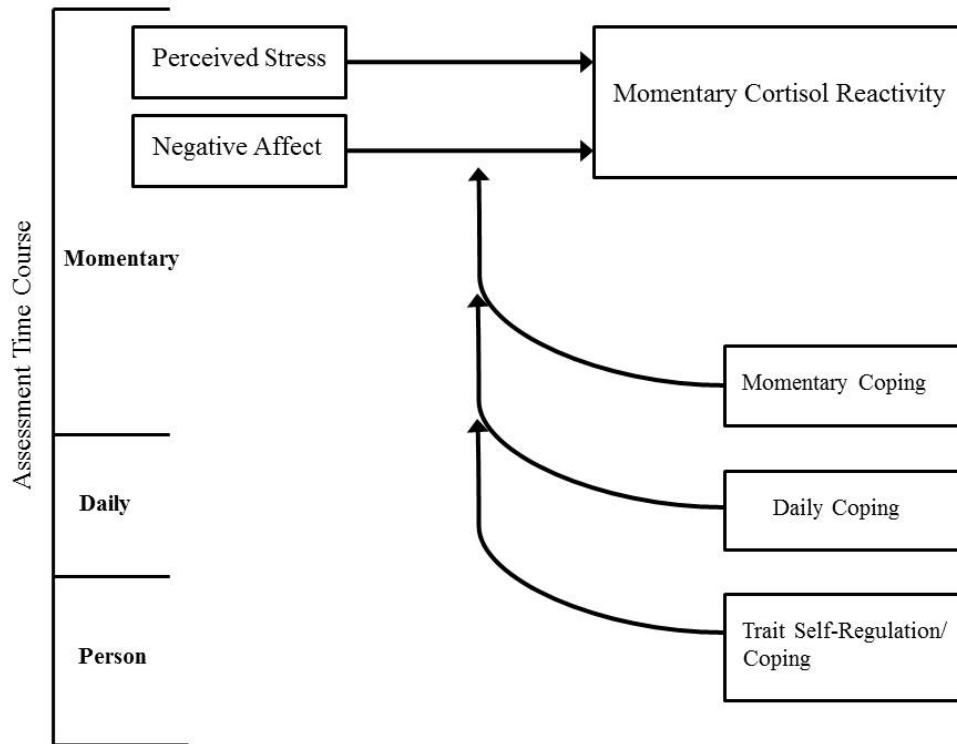 Perceived Stress
Momentary Cortisol Reactivity
Negative Affect
Assessment Time Course
Momentary
Momentary Coping
Daily
Daily Coping
Person
Trait Self-Regulation/
Coping